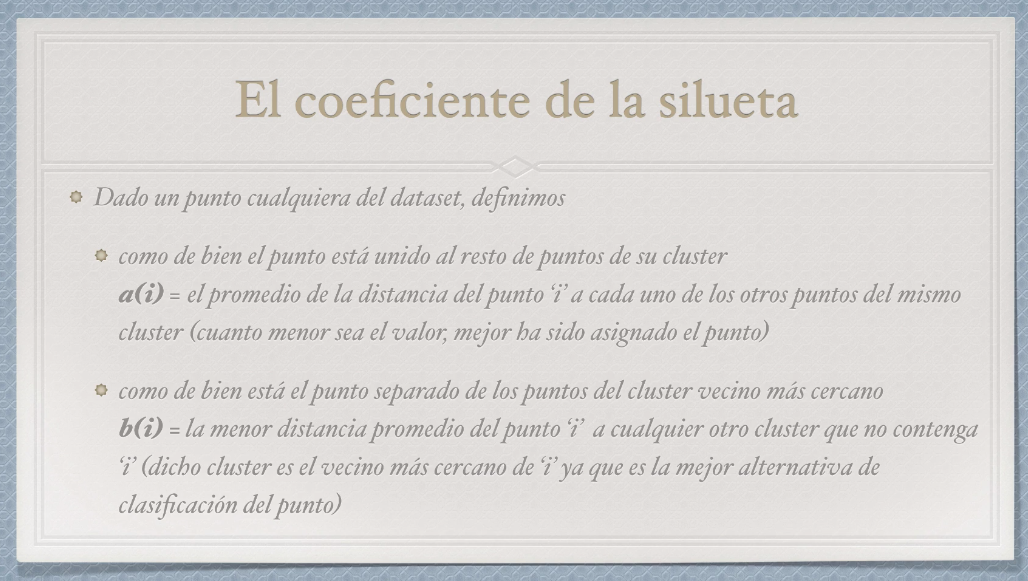 El coeficiente de la silueta
Dado un punto cualquiera del dataset, definimos
como de bien el punto está unido al resto de puntos de su cluster
a(i) = el promedio de la distancia del punto ‘i’ a cada uno de los otros puntos del mismo
cluster (cuanto menor sea el valor, mejor ha sido asignado el punto)
como de bien está el punto separado de los puntos del cluster vecino más cercano
b(i) = la menor distancia promedio del punto ‘i’ a cualquier otro cluster que no contenga
‘i’ (dicho cluster es el vecino más cercano de ‘i’ ya que es la mejor alternativa de
clasificación del punto)